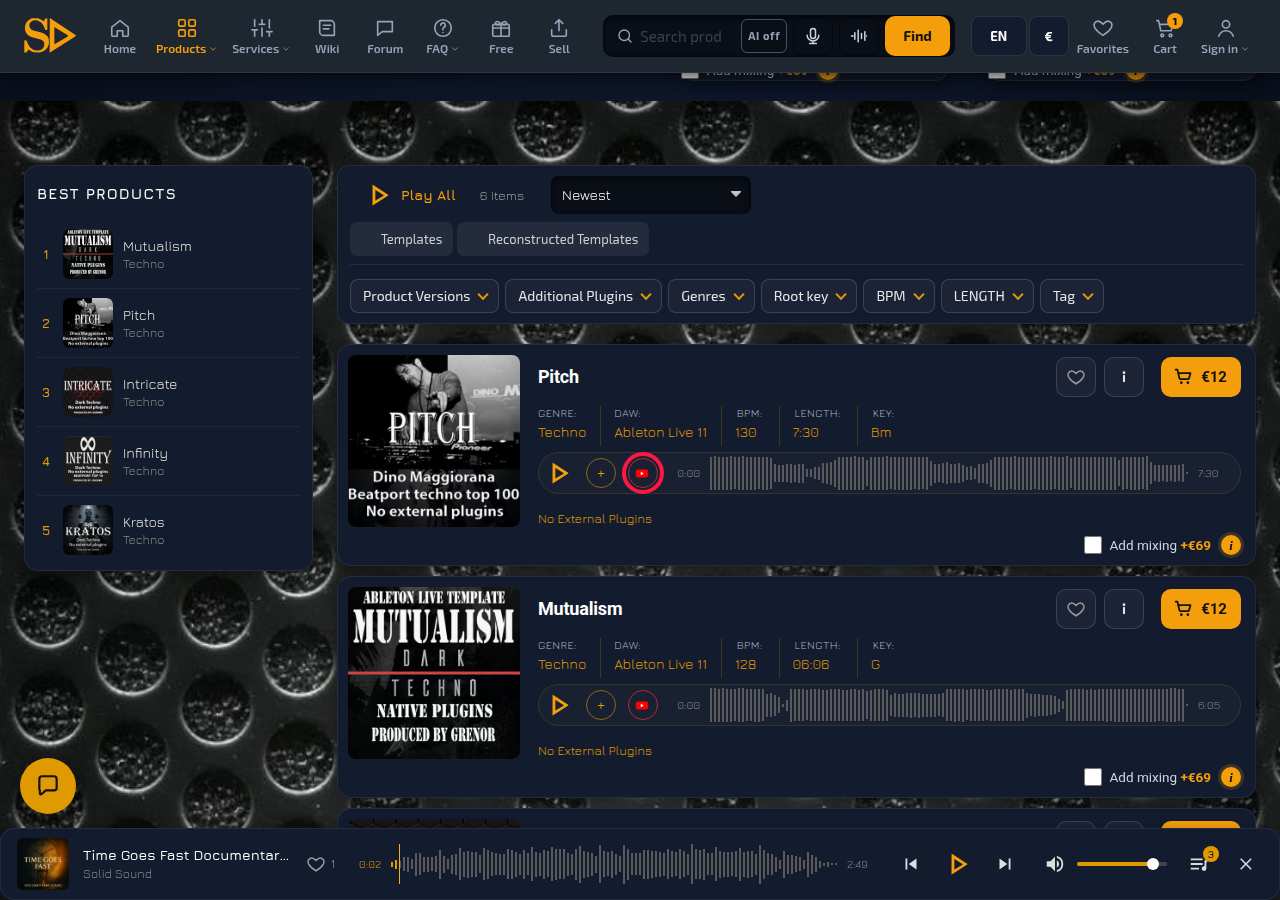 SD
Home
Products
Services
Wiki
Forum
FAQ
Free
Sell
Search prod
AI off
Find
EN
€
Favorites
1
Cart
Sign in
BEST PRODUCTS
1
Mutualism
Techno
2
Pitch
Techno
3
Intricate
Techno
4
Infinity
Techno
5
Kratos
Techno
Play All
6 items
Newest
Templates
Reconstructed Templates
Product Versions
Additional Plugins
Genres
Root key
BPM
LENGTH
Tag
PITCH
Dino Maggiorana
Beatport techno top 100
No external plugins
Pitch
i
€12
GENRE:
Techno
DAW:
Ableton Live 11
BPM:
130
LENGTH:
7:30
KEY:
Bm
+
0:00
7:30
No External Plugins
Add mixing +€69
i
ABLETON LIVE TEMPLATE
MUTUALISM
DARK
TECHNO
NATIVE PLUGINS
PRODUCED BY GRENOR
Mutualism
i
€12
GENRE:
Techno
DAW:
Ableton Live 11
BPM:
128
LENGTH:
06:06
KEY:
G
+
0:00
6:05
No External Plugins
Add mixing +€69
i
TIME GOES
FAST
Time Goes Fast Documentar...
Solid Sound
1
0:02
2:49
3